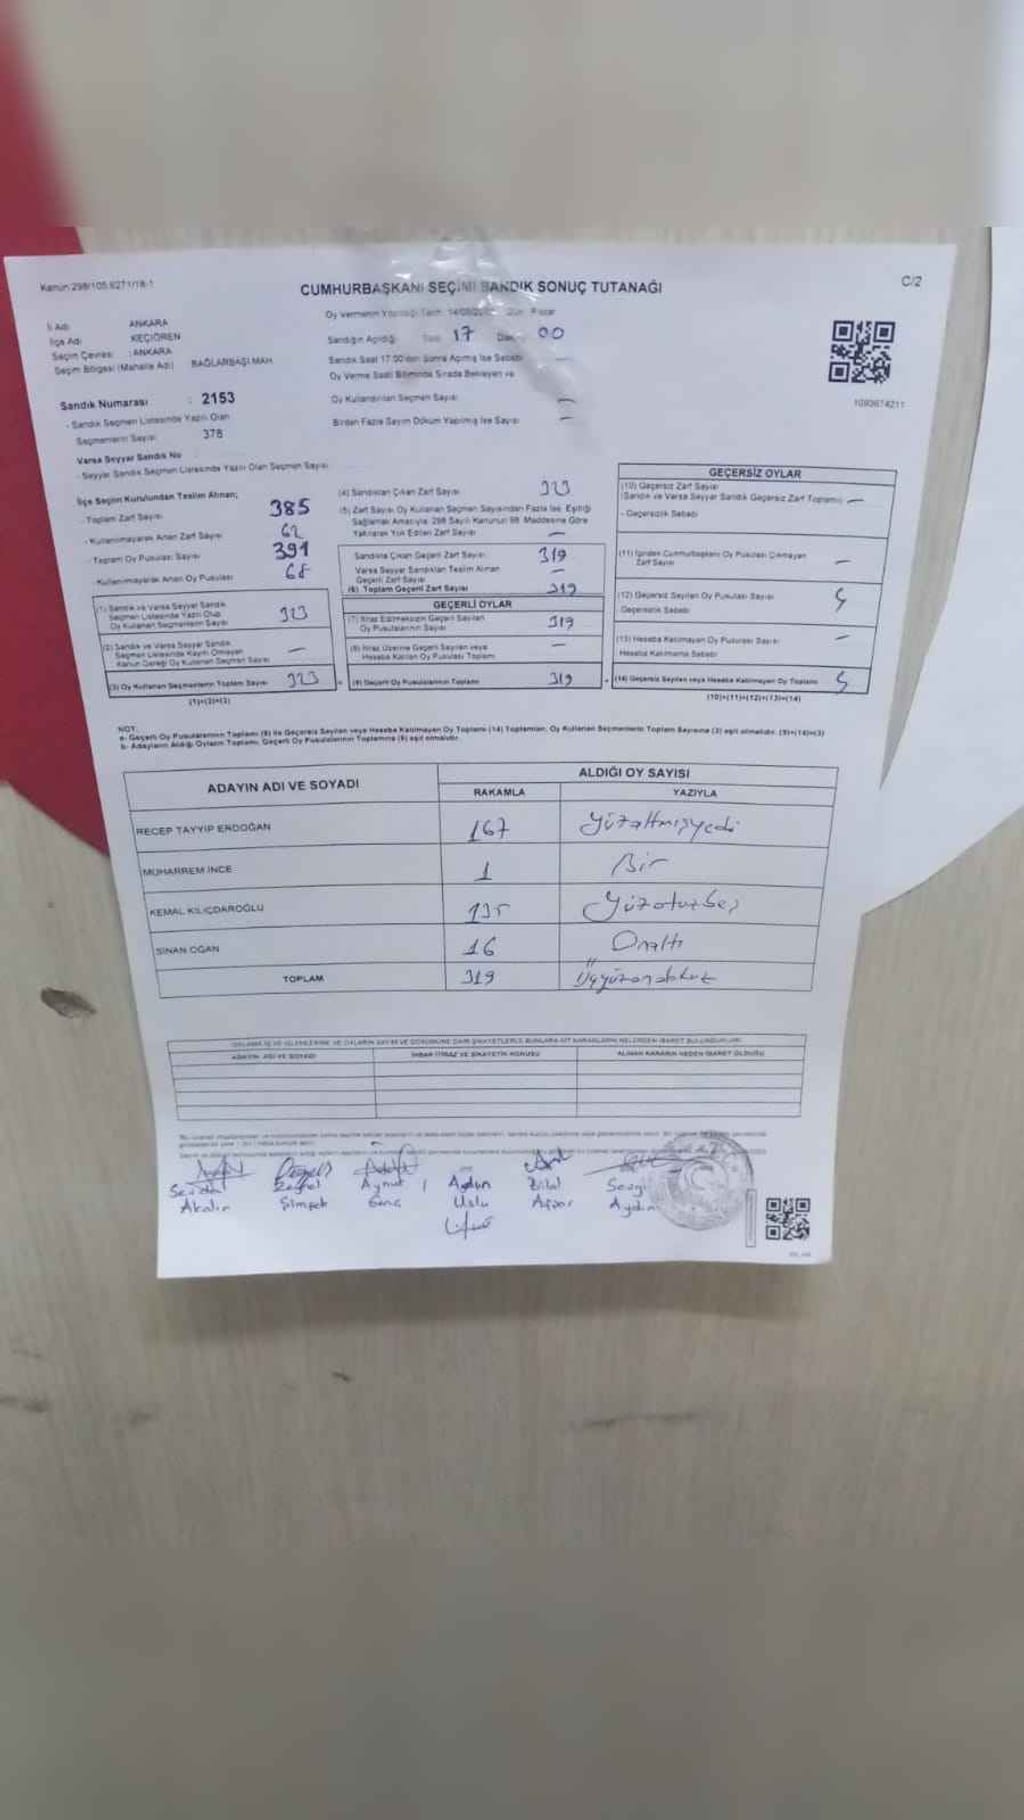 Kanun 298/105 6271/18-1
C/2
CUMHURBAŞKANI SEÇİMİ SANDIK SONUÇ TUTANAĞI
İl Adı ANKARA
İlçe Adı KEÇİÖREN
Seçim Çevresi : ANKARA
Seçim Bölgesi (Mahalle Adı) BAĞLARBAŞI MAH
Sandık Numarası : 2153
- Sandık Seçmen Listesinde Yazılı Olan
Seçmenlerin Sayısı 378
Varsa Seyyar Sandık No
- Seyyar Sandık Seçmen Listesinde Yazılı Olan Seçmen Sayısı
Oy Vermenin Yapıldığı Tarih: Gün: Pazar
Sandığın Açıldığı Saat 17 Dakika 00
Sandık Saat 17.00'den Sonra Açılmış İse Sebebi —
Oy Verme Saati Bitiminde Sırada Bekleyen ve
Oy Kullandırılan Seçmen Sayısı —
Birden Fazla Sayım Döküm Yapılmış İse Sayısı —
1093674211
İlçe Seçim Kurulundan Teslim Alınan;
- Toplam Zarf Sayısı 385
- Kullanılmayarak Artan Zarf Sayısı 62
- Toplam Oy Pusulası Sayısı 391
- Kullanılmayarak Artan Oy Pusulası 68
(1) Sandık ve Varsa Seyyar Sandık
Seçmen Listesinde Yazılı Olup
Oy Kullanan Seçmenlerin Sayısı 323
(2) Sandık ve Varsa Seyyar Sandık
Seçmen Listesinde Kayıtlı Olmayan
Kanun Gereği Oy Kullanan Seçmen Sayısı —
(3) Oy Kullanan Seçmenlerin Toplam Sayısı 323
(1)+(2)=(3)
(4) Sandıktan Çıkan Zarf Sayısı 323
(5) Zarf Sayısı Oy Kullanan Seçmen Sayısından Fazla İse, Eşitliği
Sağlamak Amacıyla, 298 Sayılı Kanunun 98. Maddesine Göre
Yakılarak Yok Edilen Zarf Sayısı —
Sandıkta Çıkan Geçerli Zarf Sayısı 319
Varsa Seyyar Sandıktan Teslim Alınan
Geçerli Zarf Sayısı —
(6) Toplam Geçerli Zarf Sayısı 319
GEÇERLİ OYLAR
(7) İtiraz Edilmeksizin Geçerli Sayılan
Oy Pusulalarının Sayısı 319
(8) İtiraz Üzerine Geçerli Sayılan veya
Hesaba Katılan Oy Pusulası Toplamı —
(9) Geçerli Oy Pusulalarının Toplamı 319
GEÇERSİZ OYLAR
(10) Geçersiz Zarf Sayısı
(Sandık ve Varsa Seyyar Sandık Geçersiz Zarf Toplamı) —
- Geçersizlik Sebebi
(11) İçinden Cumhurbaşkanı Oy Pusulası Çıkmayan
Zarf Sayısı —
(12) Geçersiz Sayılan Oy Pusulası Sayısı
Geçersizlik Sebebi
(13) Hesaba Katılmayan Oy Pusulası Sayısı —
Hesaba Katılmama Sebebi
(14) Geçersiz Sayılan veya Hesaba Katılmayan Oy Toplamı
(10)+(11)+(12)+(13)=(14)
NOT:
a- Geçerli Oy Pusulalarının Toplamı (9) ile Geçersiz Sayılan veya Hesaba Katılmayan Oy Toplamı (14) Toplamları, Oy Kullanan Seçmenlerin Toplam Sayısına (3) eşit olmalıdır. (9)+(14)=(3)
b- Adayların Aldığı Oyların Toplamı, Geçerli Oy Pusulalarının Toplamına (9) eşit olmalıdır.
ADAYIN ADI VE SOYADI
ALDIĞI OY SAYISI
RAKAMLA YAZIYLA
RECEP TAYYİP ERDOĞAN 167 Yüzaltmışyedi
MUHARREM İNCE 1 Bir
KEMAL KILIÇDAROĞLU 135 Yüzotuzbeş
SİNAN OĞAN 16 Onaltı
TOPLAM 319 Üçyüzondokuz
ADAYIN ADI VE SOYADI
İHBAR İTİRAZ VE ŞİKAYETİN KONUSU
ALINAN KARARIN NEDEN İBARET OLDUĞU
Aynur Aydın Bilal Sevgi
Akalın Şimşek Genç Uslu Aydın